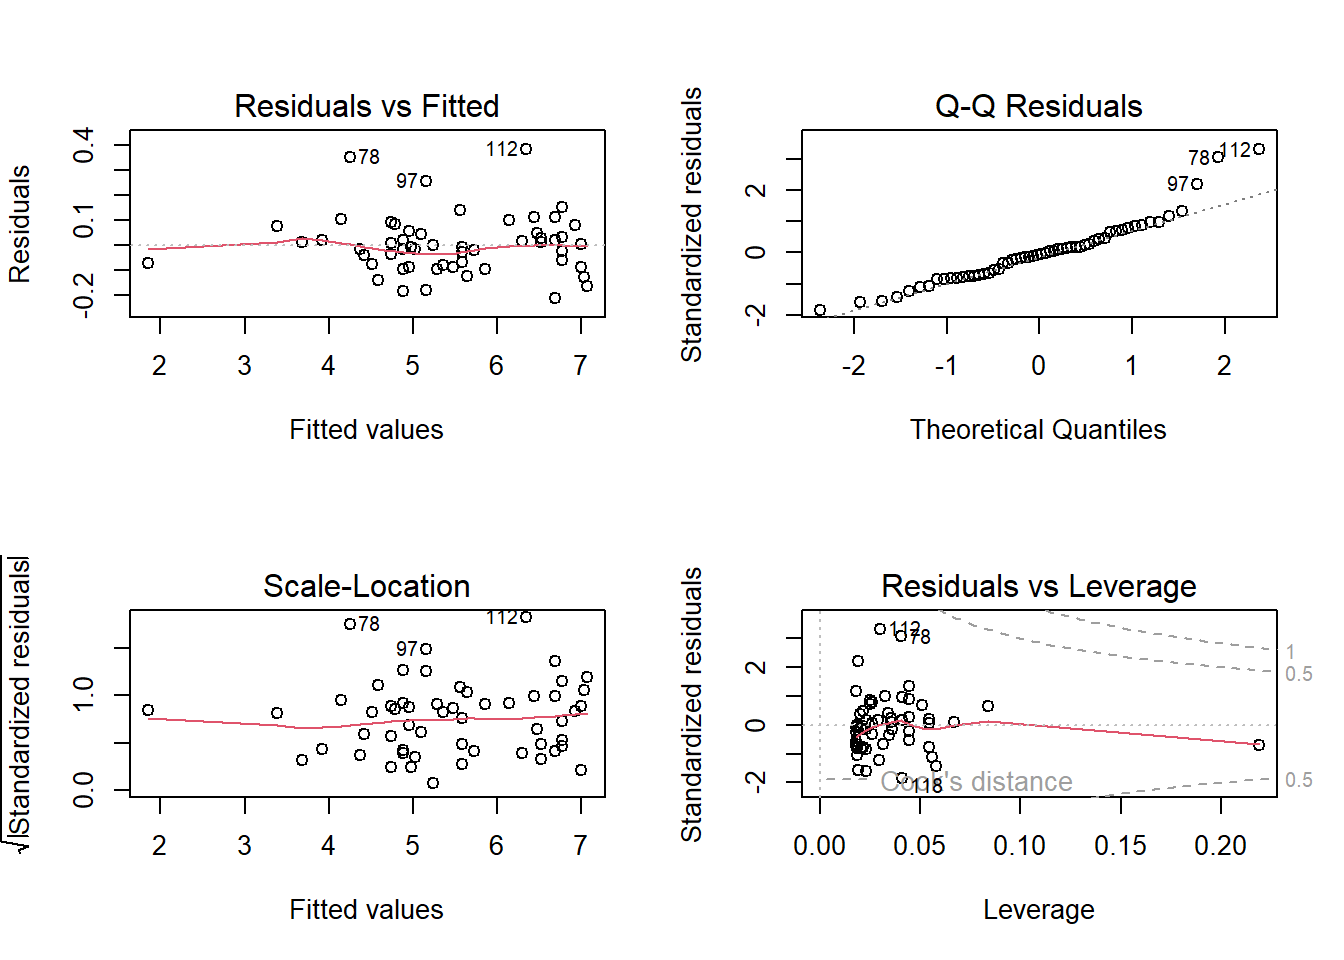 Residuals vs Fitted
Residuals
0.4
0.1
-0.2
78
112
97
2 3 4 5 6 7
Fitted values
Q-Q Residuals
Standardized residuals
2
0
-2
78
112
97
-2 -1 0 1 2
Theoretical Quantiles
Scale-Location
√|Standardized residuals|
1.0
0.0
78
112
97
2 3 4 5 6 7
Fitted values
Residuals vs Leverage
Standardized residuals
2
0
-2
112
78
1
0.5
Cook's distance
0.5
118
0.00 0.05 0.10 0.15 0.20
Leverage